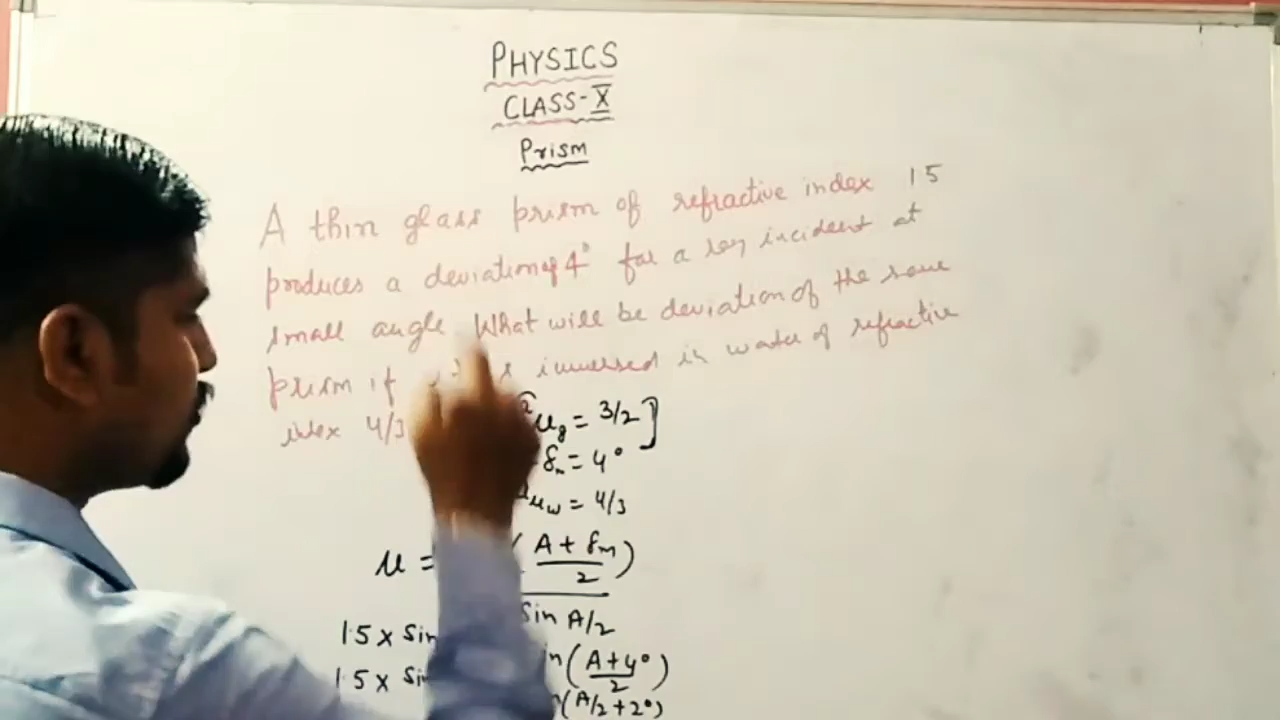 PHYSICS
CLASS-X
Prism
A thin glass prism of refractive index 1 5
produces a deviation of 4° for a ray incident at
small angle What will be deviation of the same
prism if immersed in water of refractive
index 4/3
μg = 3/2]
δm = 4°
μw = 4/3
μ = (A + δm)
2
sin A/2
1.5 x Sin
(A+4°)
2
1.5 x Si
(A/2+2°)